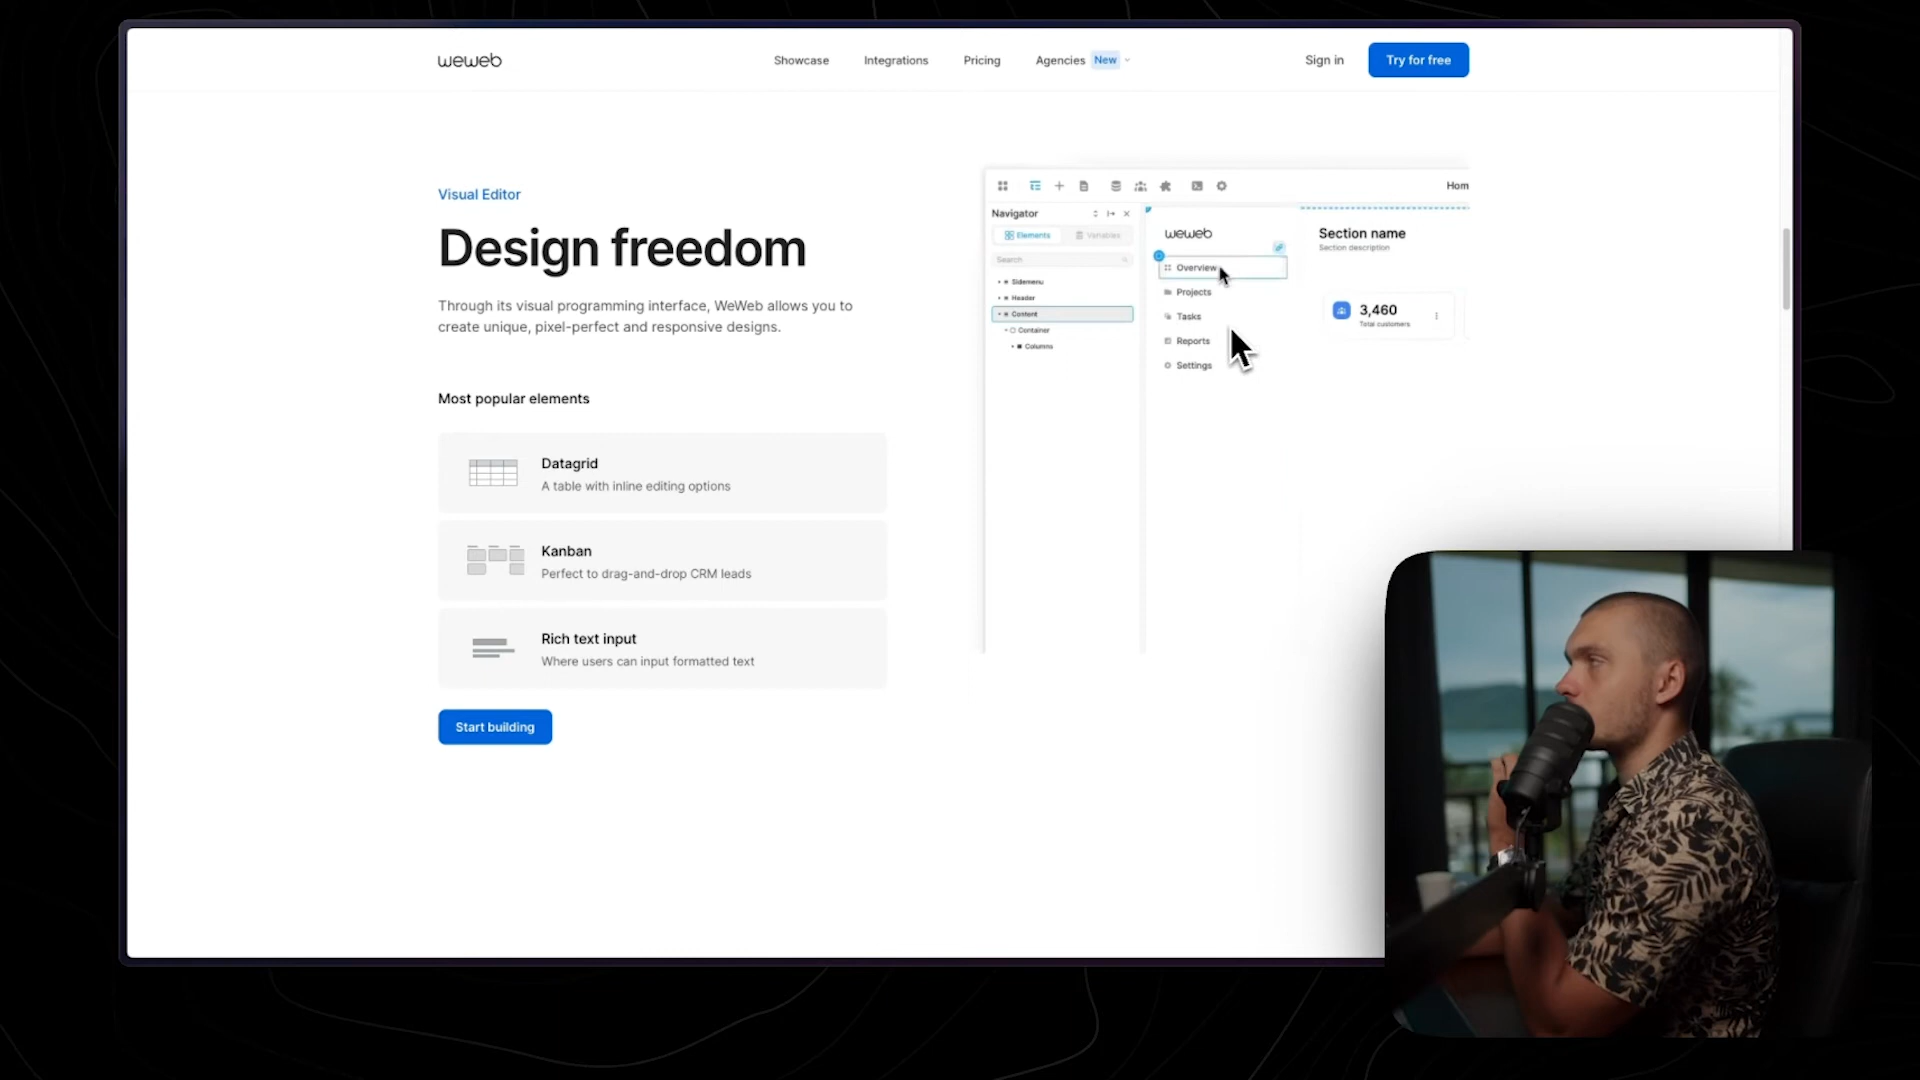 weweb
Showcase
Integrations
Pricing
Agencies New
Sign in
Try for free
Visual Editor
Design freedom
Through its visual programming interface, WeWeb allows you to
create unique, pixel-perfect and responsive designs.
Most popular elements
Datagrid
A table with inline editing options
Kanban
Perfect to drag-and-drop CRM leads
Rich text input
Where users can input formatted text
Start building
Hom
Navigator
Elements
Variables
Search
Sidemenu
Header
Content
Container
Columns
weweb
Overview
Projects
Tasks
Reports
Settings
Section name
Section description
3,460
Total customers